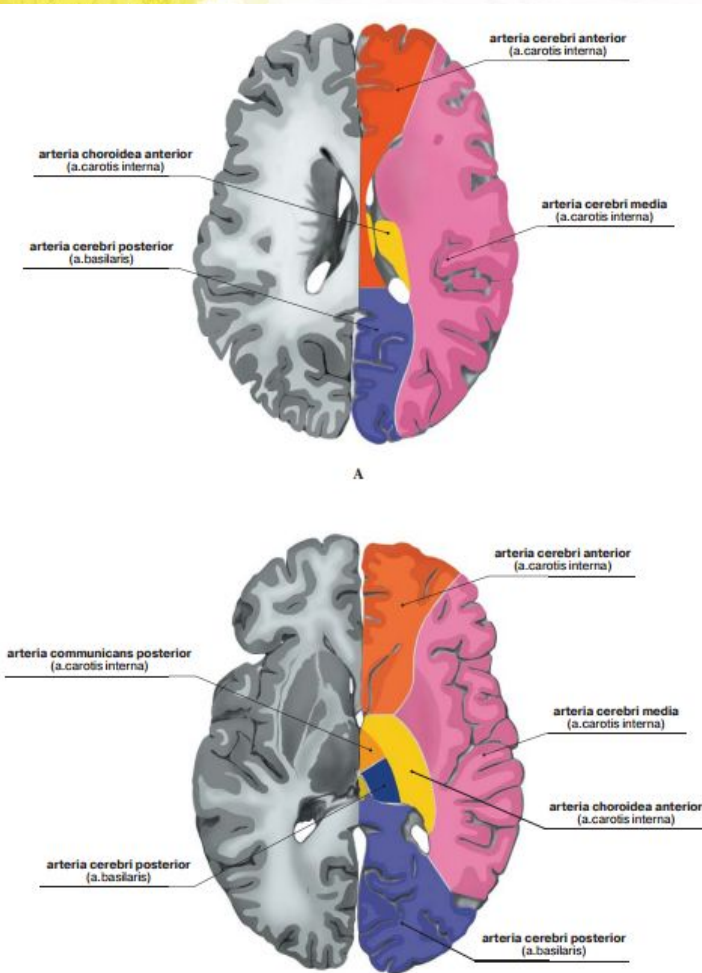 arteria cerebri anterior
(a.carotis interna)
arteria choroidea anterior
(a.carotis interna)
arteria cerebri media
(a.carotis interna)
arteria cerebri posterior
(a.basilaris)
A
arteria cerebri anterior
(a.carotis interna)
arteria communicans posterior
(a.carotis interna)
arteria cerebri media
(a.carotis interna)
arteria choroidea anterior
(a.carotis interna)
arteria cerebri posterior
(a.basilaris)
arteria cerebri posterior
(a.basilaris)